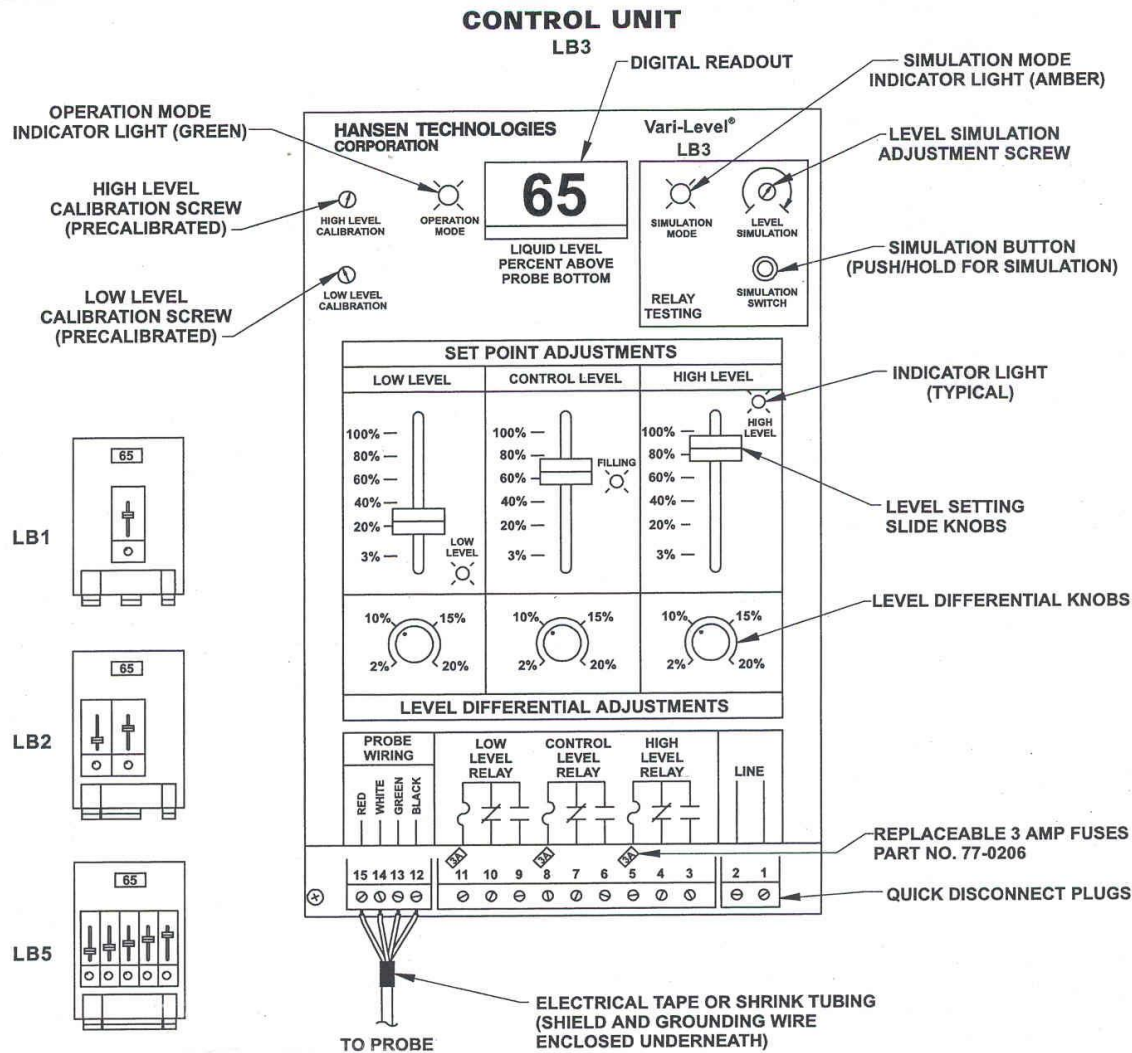 CONTROL UNIT
LB3
DIGITAL READOUT
SIMULATION MODE
INDICATOR LIGHT (AMBER)
OPERATION MODE
INDICATOR LIGHT (GREEN)
LEVEL SIMULATION
ADJUSTMENT SCREW
HIGH LEVEL
CALIBRATION SCREW
(PRECALIBRATED)
SIMULATION BUTTON
(PUSH/HOLD FOR SIMULATION)
LOW LEVEL
CALIBRATION SCREW
(PRECALIBRATED)
HANSEN TECHNOLOGIES
CORPORATION
Vari-Level®
LB3
65
HIGH LEVEL
CALIBRATION
OPERATION
MODE
LIQUID LEVEL
PERCENT ABOVE
PROBE BOTTOM
LOW LEVEL
CALIBRATION
SIMULATION
MODE
LEVEL
SIMULATION
SIMULATION
SWITCH
RELAY
TESTING
SET POINT ADJUSTMENTS
LOW LEVEL
CONTROL LEVEL
HIGH LEVEL
100%
80%
60%
40%
20%
3%
LOW
LEVEL
100%
80%
60%
40%
20%
3%
FILLING
100%
80%
60%
40%
20%
3%
HIGH
LEVEL
INDICATOR LIGHT
(TYPICAL)
LEVEL SETTING
SLIDE KNOBS
10% 15%
2% 20%
10% 15%
2% 20%
10% 15%
2% 20%
LEVEL DIFFERENTIAL KNOBS
LEVEL DIFFERENTIAL ADJUSTMENTS
PROBE
WIRING
RED
WHITE
GREEN
BLACK
LOW
LEVEL
RELAY
CONTROL
LEVEL
RELAY
HIGH
LEVEL
RELAY
LINE
3A
3A
3A
REPLACEABLE 3 AMP FUSES
PART NO. 77-0206
15 14 13 12 11 10 9 8 7 6 5 4 3 2 1
QUICK DISCONNECT PLUGS
ELECTRICAL TAPE OR SHRINK TUBING
(SHIELD AND GROUNDING WIRE
ENCLOSED UNDERNEATH)
TO PROBE
LB1
65
LB2
65
LB5
65